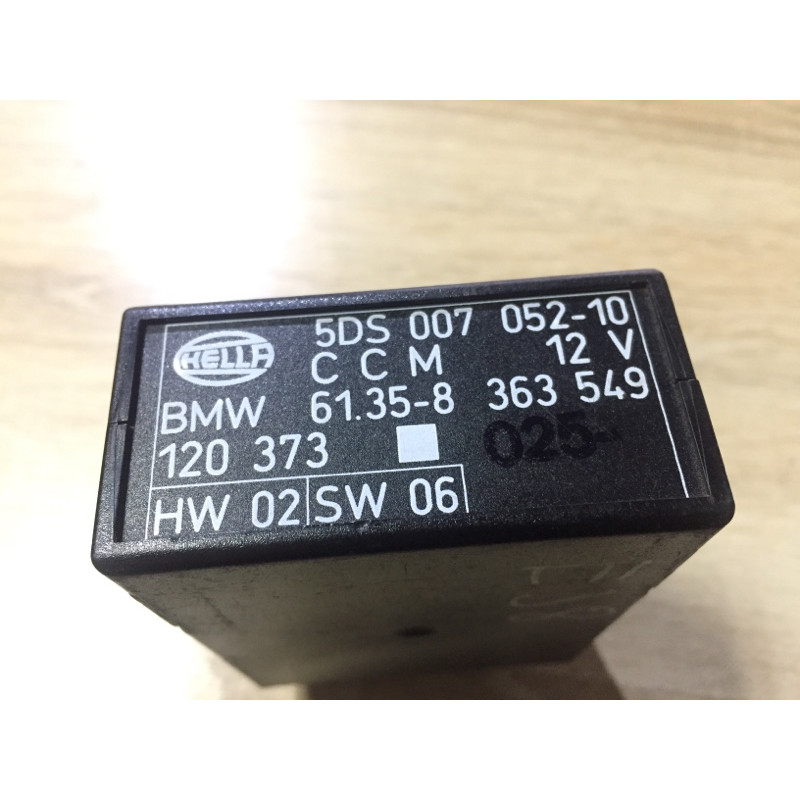 HELLA 5DS 007 052-10
C C M 12 V
BMW 61.35-8 363 549
120 373 025-
HW 02 SW 06